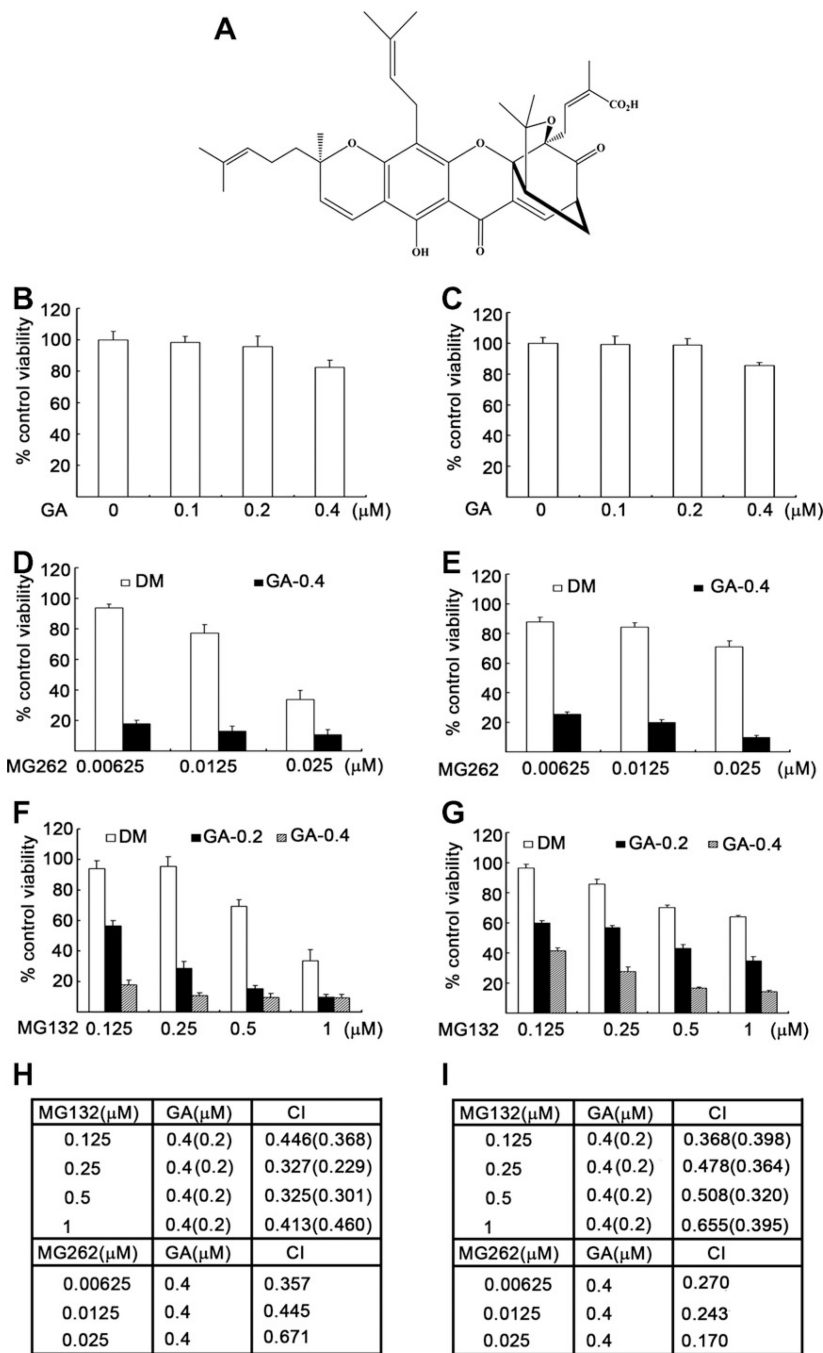 A
CO₂H
O
O
O
O
OH
O
B
% control viability
120
100
80
60
40
20
GA 0 0.1 0.2 0.4 (μM)
C
% control viability
120
100
80
60
40
20
GA 0 0.1 0.2 0.4 (μM)
D
DM GA-0.4
% control viability
120
100
80
60
40
20
MG262 0.00625 0.0125 0.025 (μM)
E
DM GA-0.4
% control viability
120
100
80
60
40
20
MG262 0.00625 0.0125 0.025 (μM)
F
DM GA-0.2 GA-0.4
% control viability
120
100
80
60
40
20
MG132 0.125 0.25 0.5 1 (μM)
G
DM GA-0.2 GA-0.4
% control viability
120
100
80
60
40
20
MG132 0.125 0.25 0.5 1 (μM)
H
MG132(μM) GA(μM) CI
0.125 0.4(0.2) 0.446(0.368)
0.25 0.4(0.2) 0.327(0.229)
0.5 0.4(0.2) 0.325(0.301)
1 0.4(0.2) 0.413(0.460)
MG262(μM) GA(μM) CI
0.00625 0.4 0.357
0.0125 0.4 0.445
0.025 0.4 0.671
I
MG132(μM) GA(μM) CI
0.125 0.4(0.2) 0.368(0.398)
0.25 0.4(0.2) 0.478(0.364)
0.5 0.4(0.2) 0.508(0.320)
1 0.4(0.2) 0.655(0.395)
MG262(μM) GA(μM) CI
0.00625 0.4 0.270
0.0125 0.4 0.243
0.025 0.4 0.170